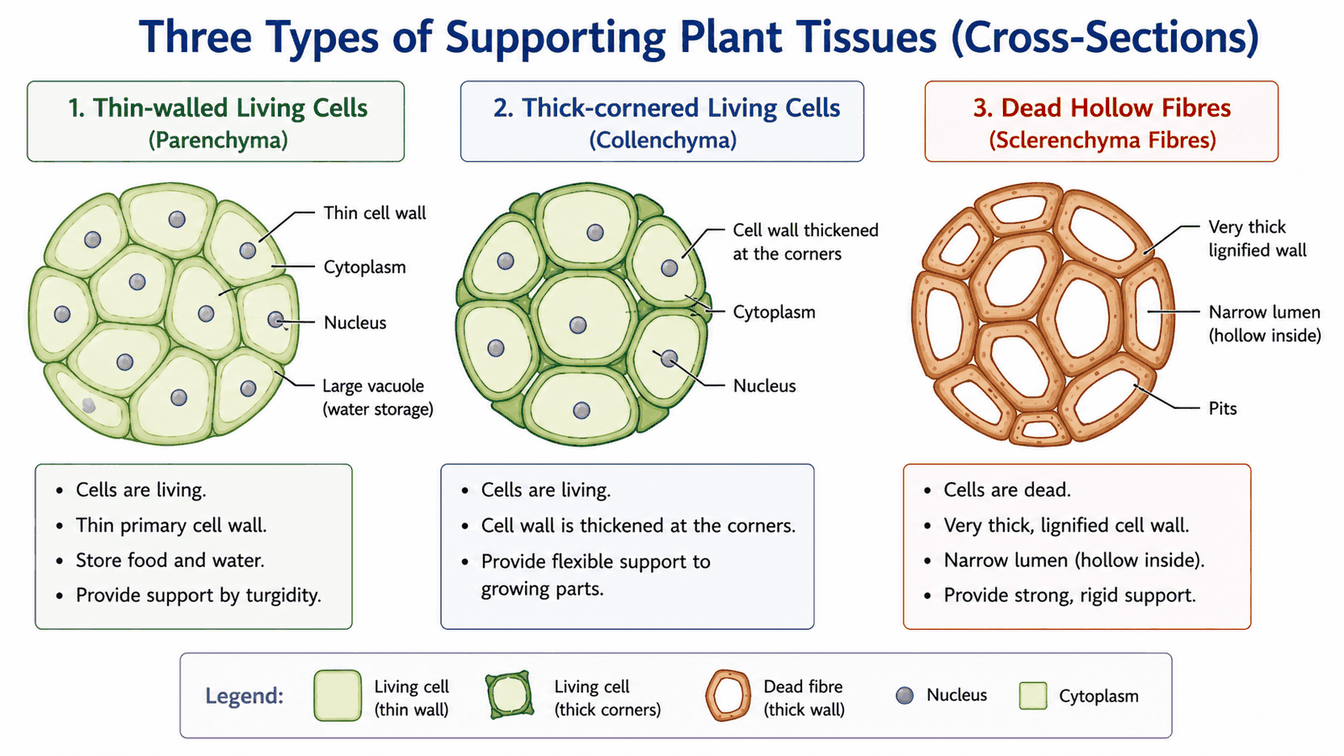 Three Types of Supporting Plant Tissues (Cross-Sections)
1. Thin-walled Living Cells
(Parenchyma)
Thin cell wall
Cytoplasm
Nucleus
Large vacuole
(water storage)
• Cells are living.
• Thin primary cell wall.
• Store food and water.
• Provide support by turgidity.
2. Thick-cornered Living Cells
(Collenchyma)
Cell wall thickened
at the corners
Cytoplasm
Nucleus
• Cells are living.
• Cell wall is thickened at the corners.
• Provide flexible support to
growing parts.
3. Dead Hollow Fibres
(Sclerenchyma Fibres)
Very thick
lignified wall
Narrow lumen
(hollow inside)
Pits
• Cells are dead.
• Very thick, lignified cell wall.
• Narrow lumen (hollow inside).
• Provide strong, rigid support.
Legend:
Living cell
(thin wall)
Living cell
(thick corners)
Dead fibre
(thick wall)
Nucleus
Cytoplasm